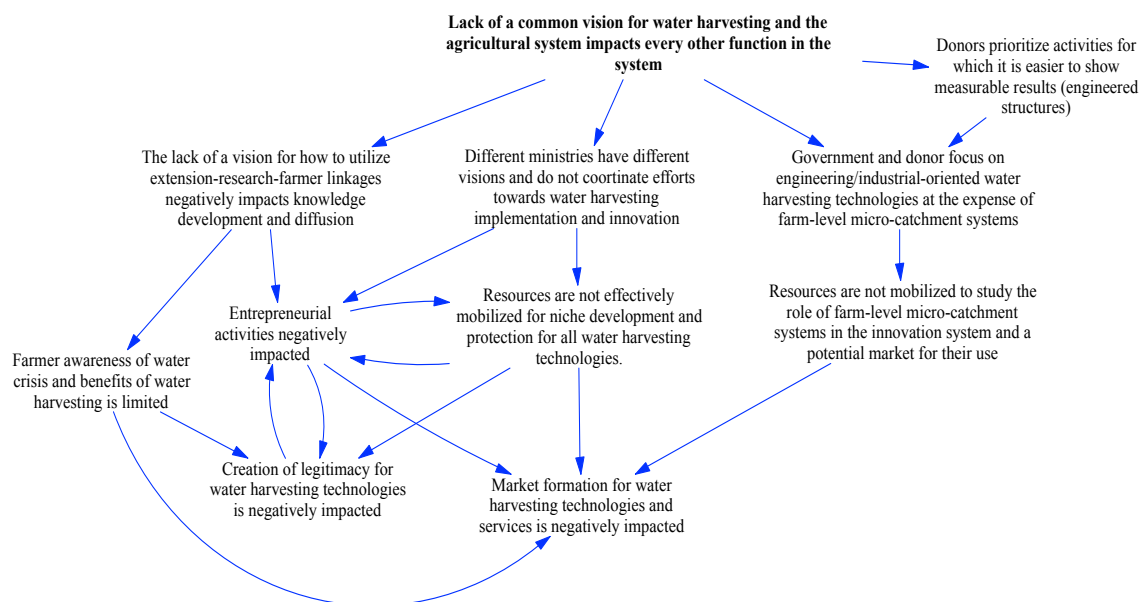 Lack of a common vision for water harvesting and the
agricultural system impacts every other function in the
system
Donors prioritize activities for
which it is easier to show
measurable results (engineered
structures)
The lack of a vision for how to utilize
extension-research-farmer linkages
negatively impacts knowledge
development and diffusion
Different ministries have different
visions and do not coortinate efforts
towards water harvesting
implementation and innovation
Government and donor focus on
engineering/industrial-oriented water
harvesting technologies at the expense of
farm-level micro-catchment systems
Entrepreneurial
activities negatively
impacted
Resources are not effectively
mobilized for niche development and
protection for all water harvesting
technologies.
Resources are not mobilized to study the
role of farm-level micro-catchment
systems in the innovation system and a
potential market for their use
Farmer awareness of water
crisis and benefits of water
harvesting is limited
Creation of legitimacy for
water harvesting technologies
is negatively impacted
Market formation for water
harvesting technologies and
services is negatively impacted